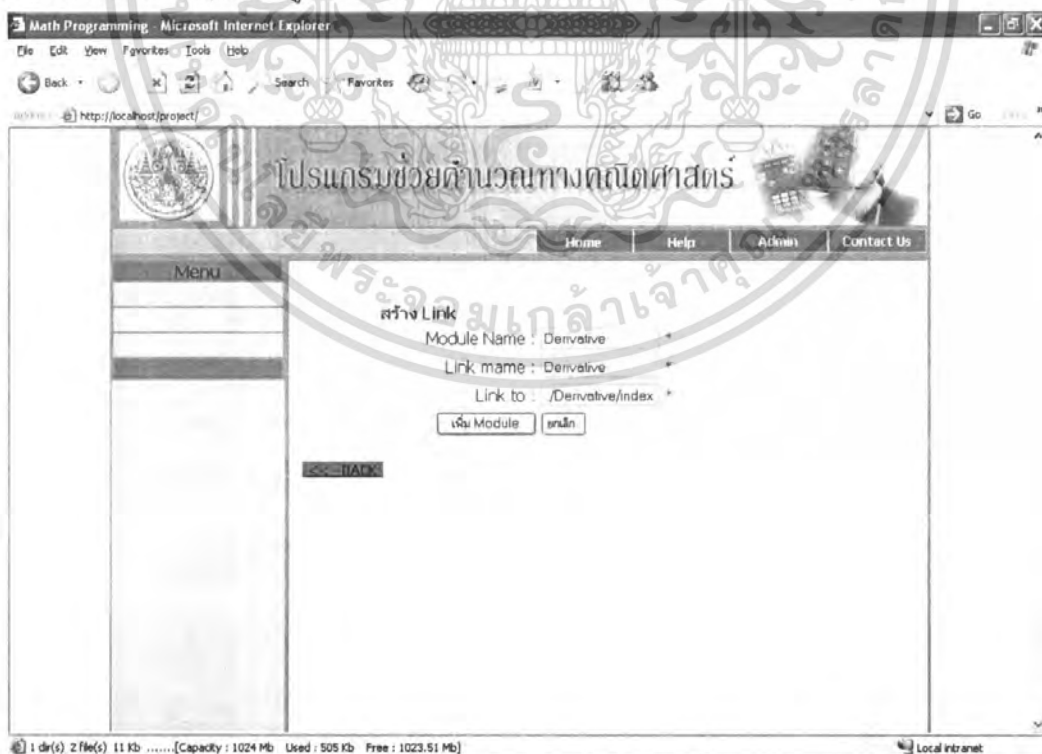 Math Programming - Microsoft Internet Explorer
File Edit View Favorites Tools Help
Back Search Favorites
http://localhost/project/ Go
โปรแกรมช่วยคำนวณทางคณิตศาสตร์
Home Help Admin Contact Us
Menu
สร้าง Link
Module Name : Derivative *
Link mame : Derivative *
Link to : /Derivative/index *
เพิ่ม Module ยกเลิก
<< --BACK
1 dir(s) 2 file(s) 11 Kb .......[Capacity : 1024 Mb Used : 505 Kb Free : 1023.51 Mb] Local intranet